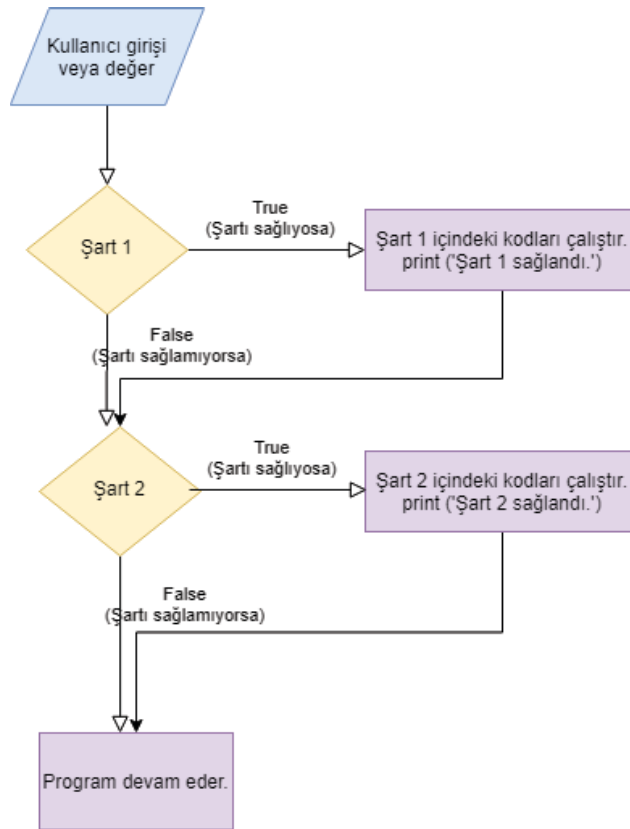 Kullanıcı girişi
veya değer
Şart 1
True
(Şartı sağlıyosa)
Şart 1 içindeki kodları çalıştır.
print ('Şart 1 sağlandı.')
False
(Şartı sağlamıyorsa)
Şart 2
True
(Şartı sağlıyosa)
Şart 2 içindeki kodları çalıştır.
print ('Şart 2 sağlandı.')
False
(Şartı sağlamıyorsa)
Program devam eder.